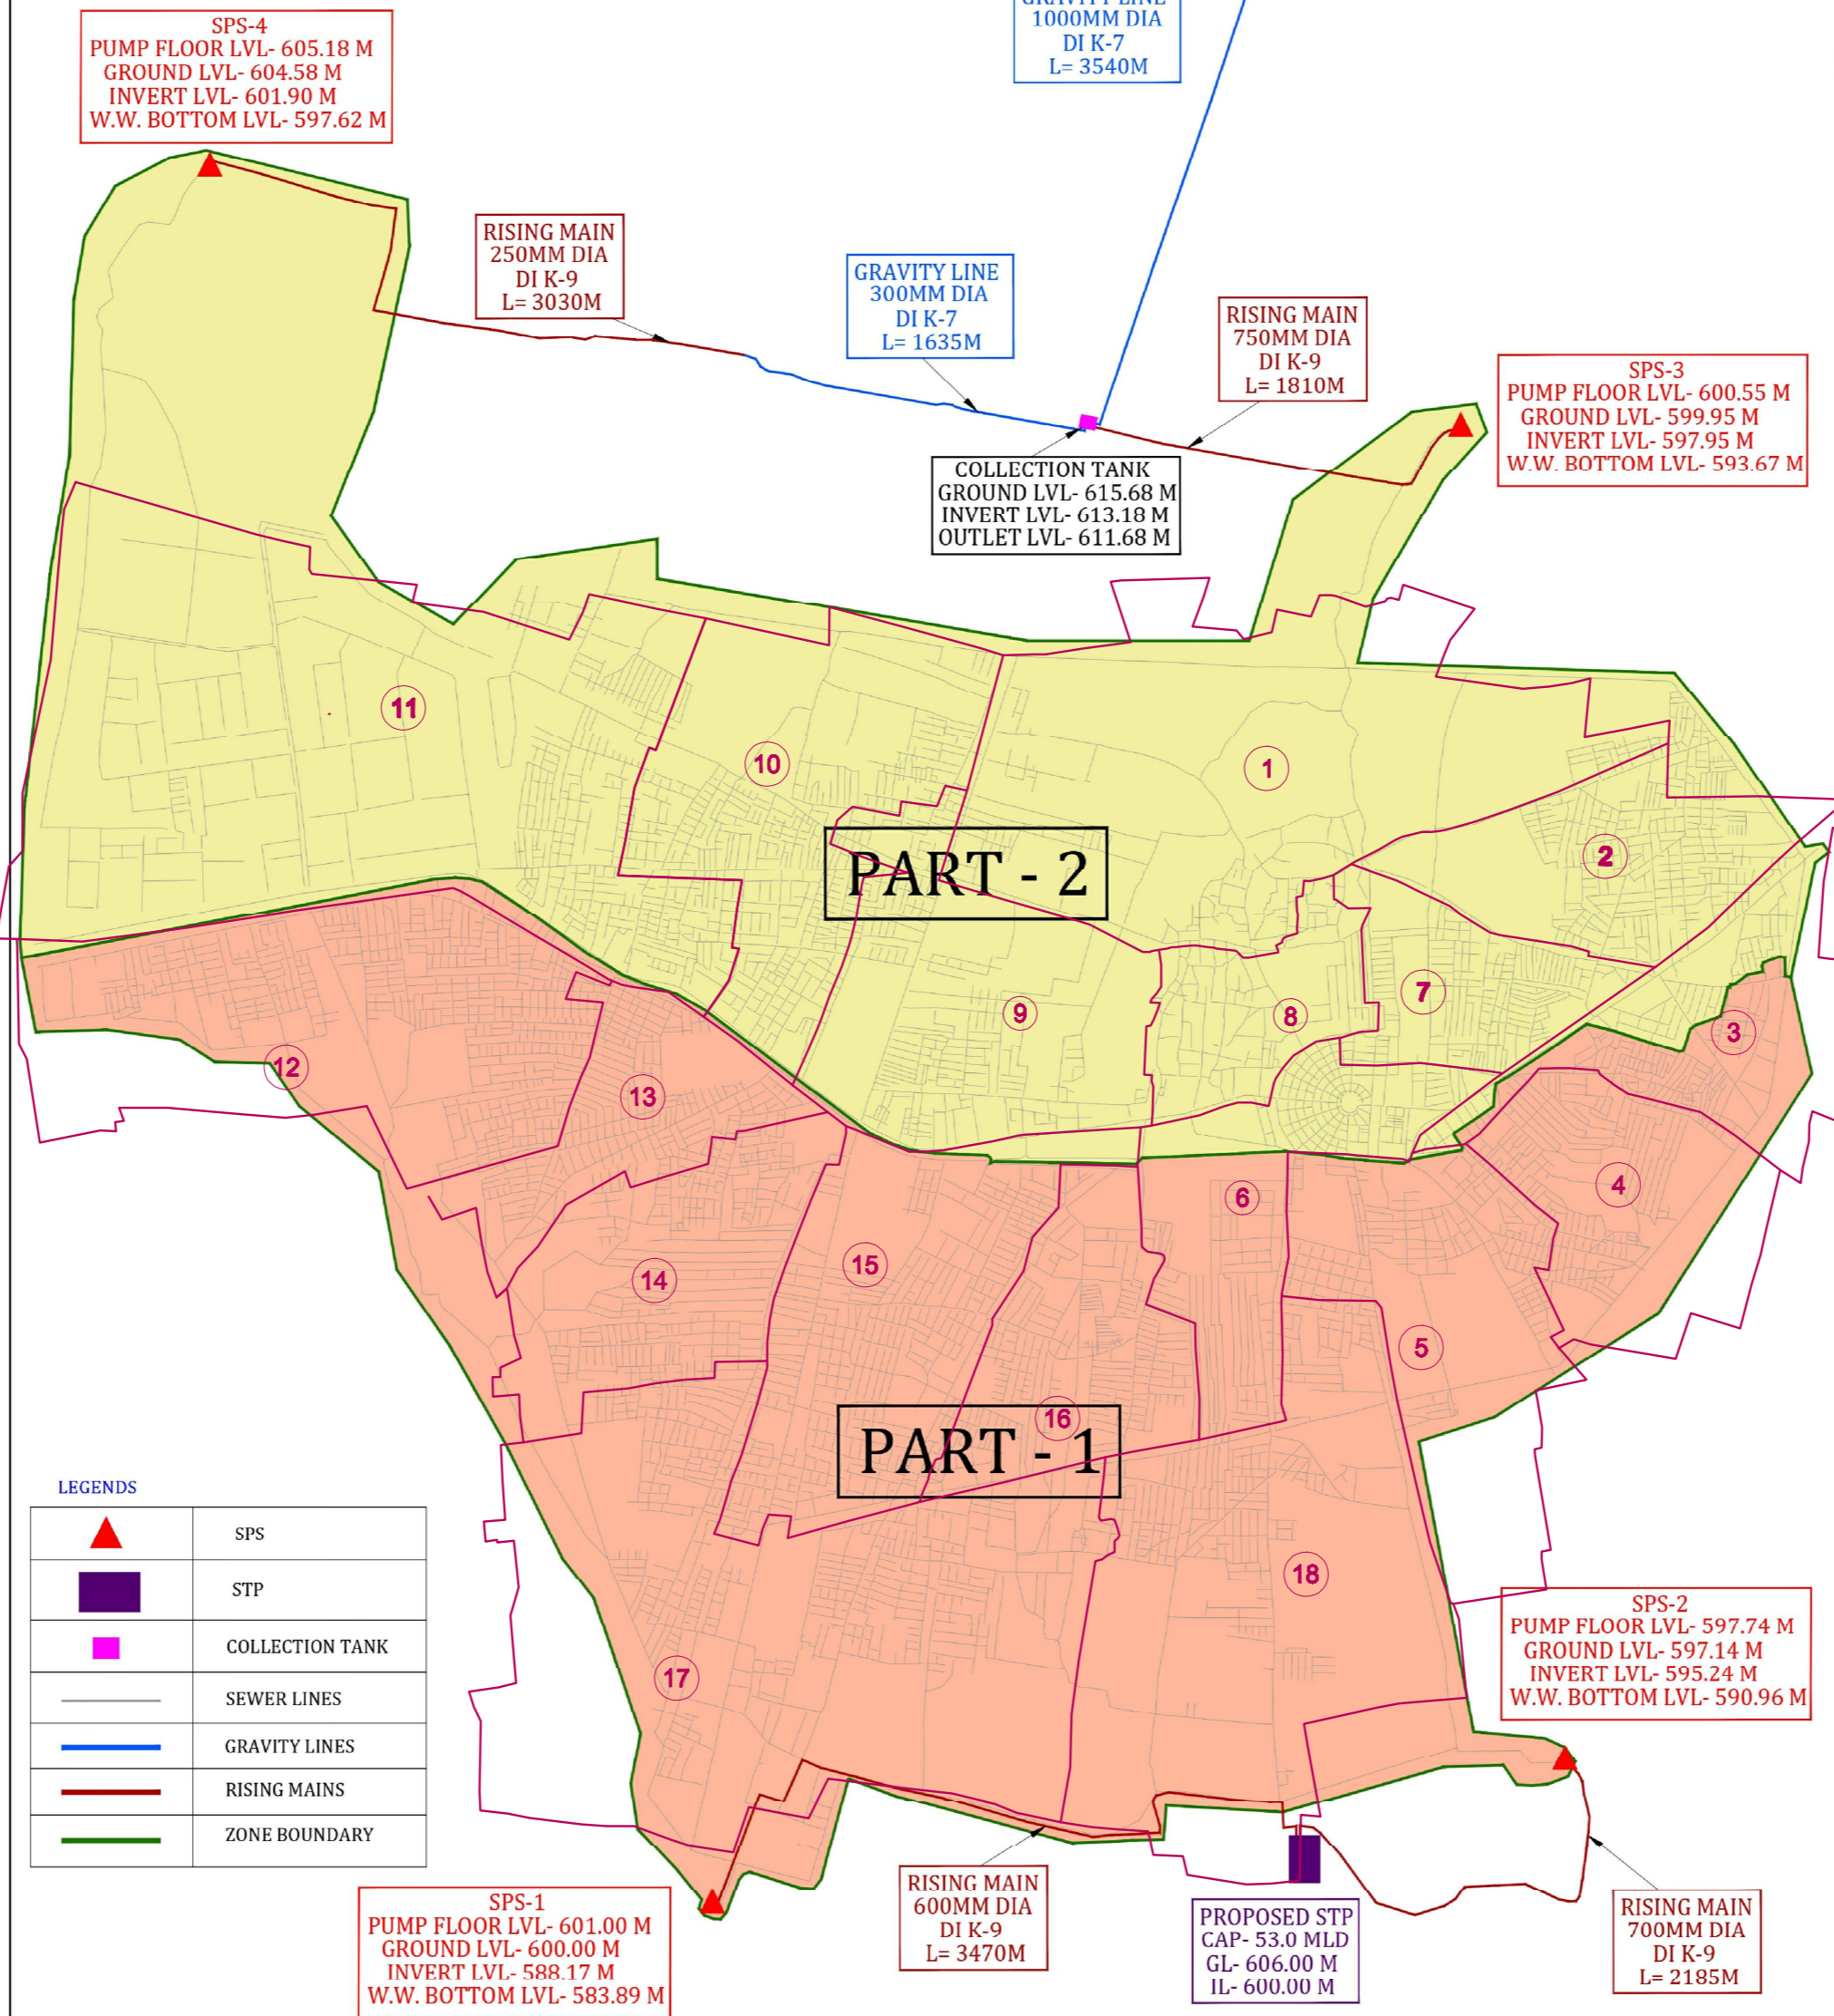 GRAVITY LINE
1000MM DIA
DI K-7
L= 3540M
SPS-4
PUMP FLOOR LVL- 605.18 M
GROUND LVL- 604.58 M
INVERT LVL- 601.90 M
W.W. BOTTOM LVL- 597.62 M
RISING MAIN
250MM DIA
DI K-9
L= 3030M
GRAVITY LINE
300MM DIA
DI K-7
L= 1635M
RISING MAIN
750MM DIA
DI K-9
L= 1810M
SPS-3
PUMP FLOOR LVL- 600.55 M
GROUND LVL- 599.95 M
INVERT LVL- 597.95 M
W.W. BOTTOM LVL- 593.67 M
COLLECTION TANK
GROUND LVL- 615.68 M
INVERT LVL- 613.18 M
OUTLET LVL- 611.68 M
11
10
1
2
PART - 2
9
8
7
3
12
13
4
6
15
14
5
16
PART - 1
18
17
LEGENDS
SPS
STP
COLLECTION TANK
SEWER LINES
GRAVITY LINES
RISING MAINS
ZONE BOUNDARY
SPS-2
PUMP FLOOR LVL- 597.74 M
GROUND LVL- 597.14 M
INVERT LVL- 595.24 M
W.W. BOTTOM LVL- 590.96 M
SPS-1
PUMP FLOOR LVL- 601.00 M
GROUND LVL- 600.00 M
INVERT LVL- 588.17 M
W.W. BOTTOM LVL- 583.89 M
RISING MAIN
600MM DIA
DI K-9
L= 3470M
PROPOSED STP
CAP- 53.0 MLD
GL- 606.00 M
IL- 600.00 M
RISING MAIN
700MM DIA
DI K-9
L= 2185M